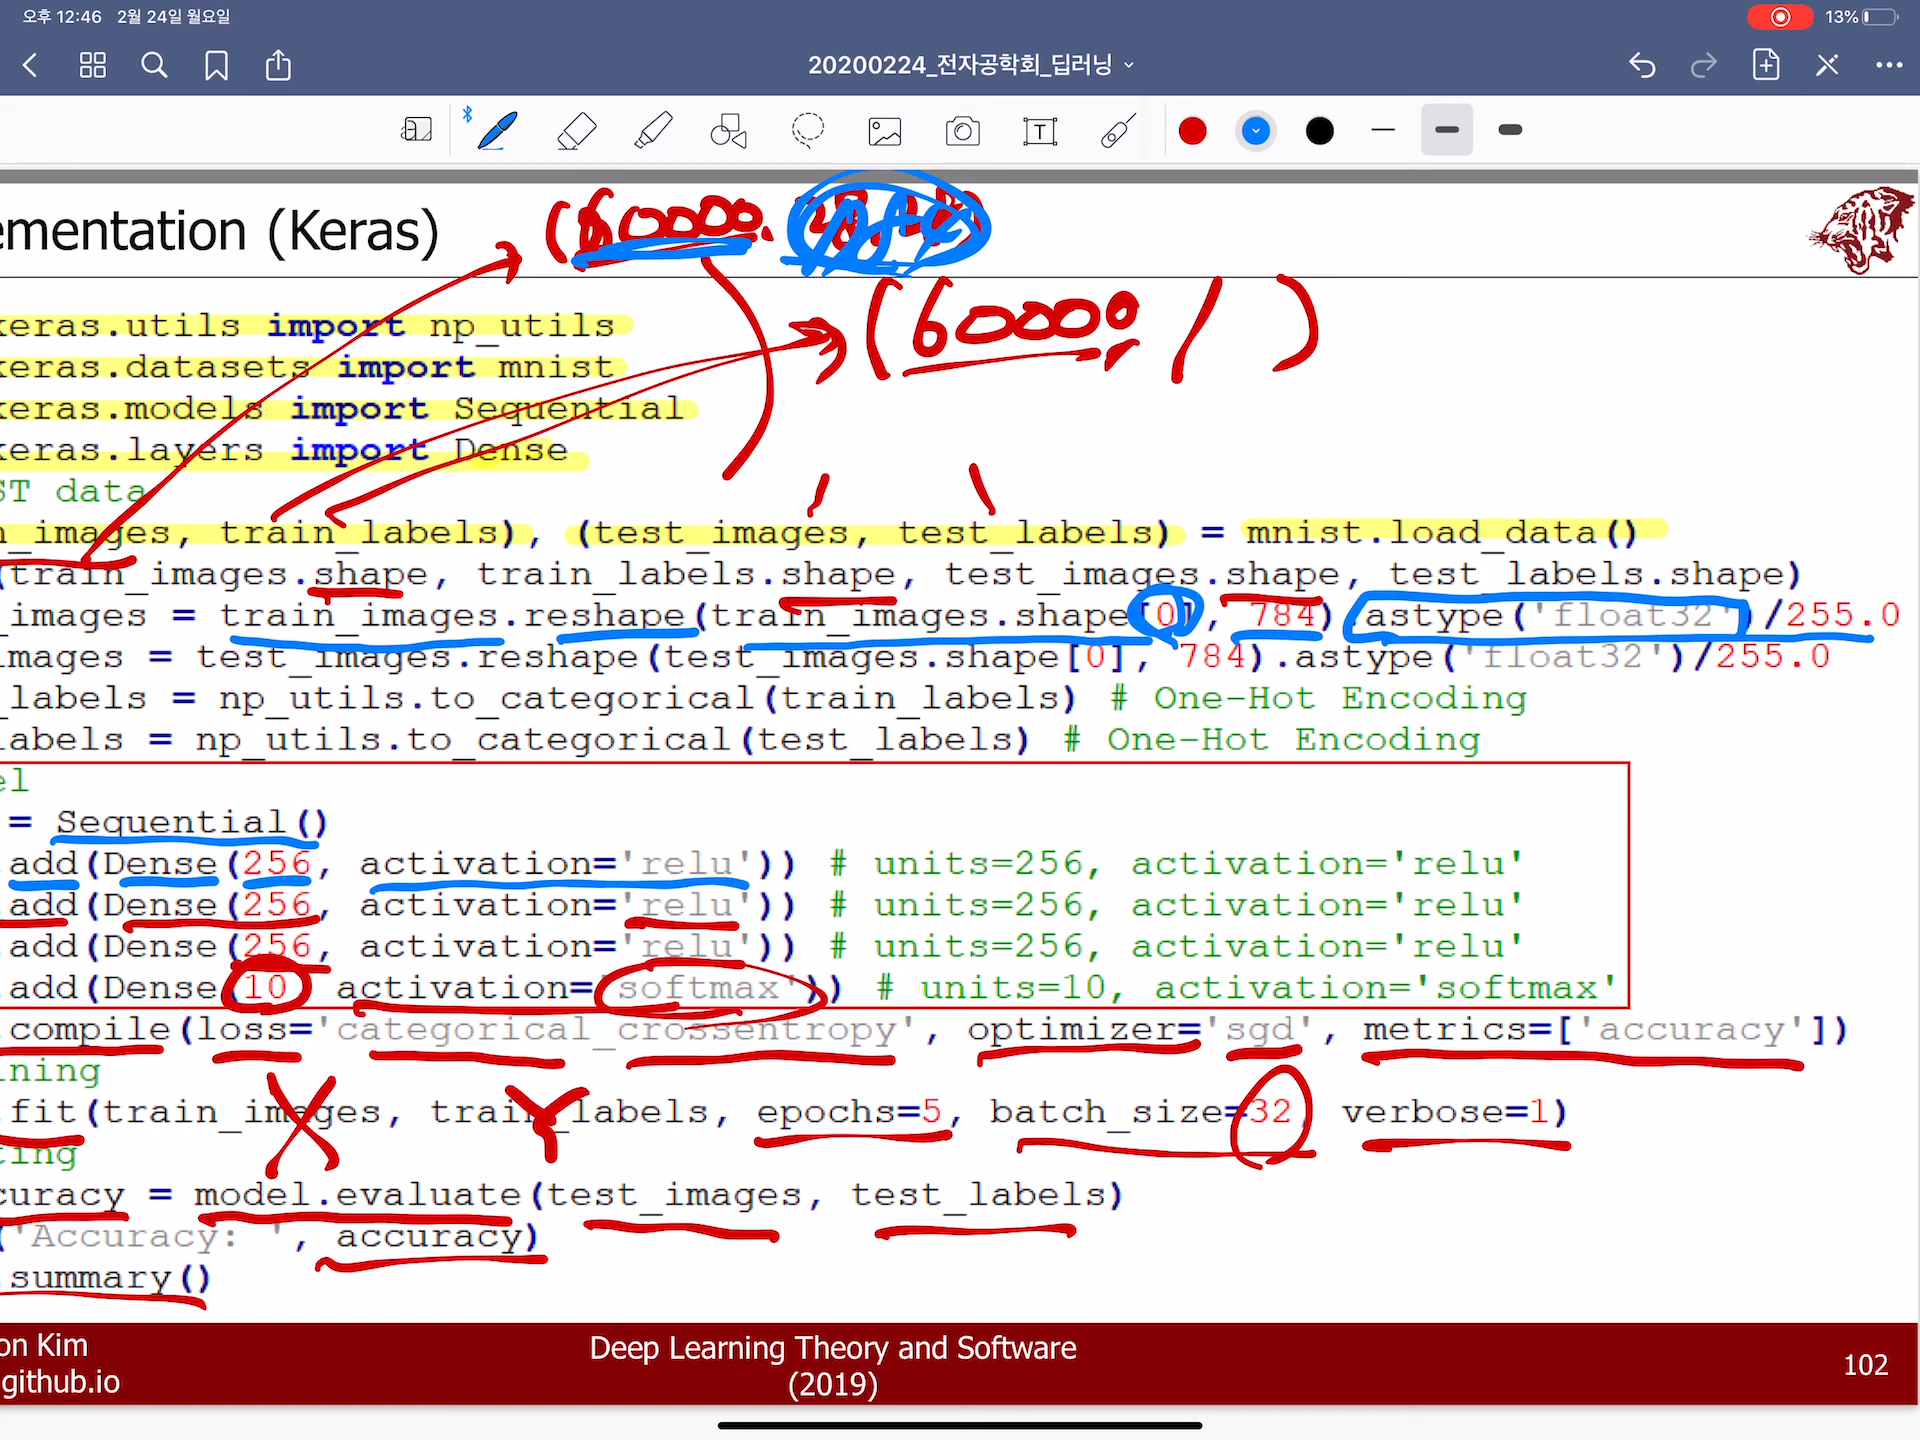 오후 12:46 2월 24일 월요일
13%
20200224_전자공학회_딥러닝
ementation (Keras)
(60000,
(60000, )
keras.utils import np_utils
keras.datasets import mnist
keras.models import Sequential
keras.layers import Dense
ST data
n_images, train_labels), (test_images, test_labels) = mnist.load_data()
(train_images.shape, train_labels.shape, test_images.shape, test_labels.shape)
_images = train_images.reshape(train_images.shape[0], 784).astype('float32')/255.0
images = test_images.reshape(test_images.shape[0], 784).astype('float32')/255.0
_labels = np_utils.to_categorical(train_labels) # One-Hot Encoding
labels = np_utils.to_categorical(test_labels) # One-Hot Encoding
el
= Sequential()
.add(Dense(256, activation='relu')) # units=256, activation='relu'
.add(Dense(256, activation='relu')) # units=256, activation='relu'
.add(Dense(256, activation='relu')) # units=256, activation='relu'
.add(Dense(10, activation='softmax')) # units=10, activation='softmax'
.compile(loss='categorical_crossentropy', optimizer='sgd', metrics=['accuracy'])
ining
X Y
.fit(train_images, train_labels, epochs=5, batch_size=32, verbose=1)
ting
curacy = model.evaluate(test_images, test_labels)
('Accuracy: ', accuracy)
.summary()
on Kim
github.io
Deep Learning Theory and Software
(2019)
102